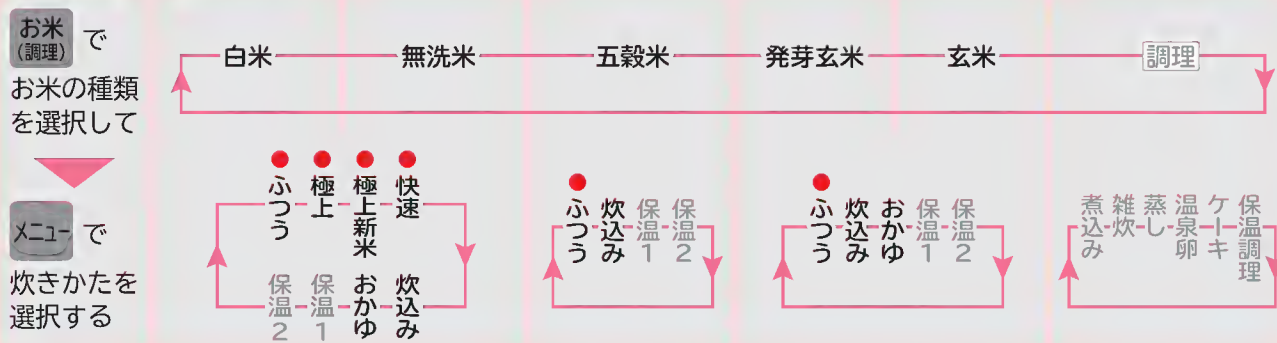 お米
(調理)
で
お米の種類
を選択して
メニュー
で
炊きかたを
選択する
白米
無洗米
五穀米
発芽玄米
玄米
調理
ふつう
極上
極上新米
快速
炊込み
おかゆ
保温1
保温2
ふつう
炊込み
保温1
保温2
ふつう
炊込み
おかゆ
保温1
保温2
煮込み
雑炊
蒸し
温泉卵
ケーキ
保温調理